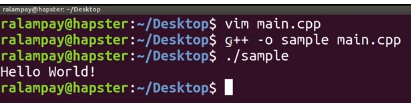 ralampay@hapster: ~/Desktop
ralampay@hapster:~/Desktop$ vim main.cpp
ralampay@hapster:~/Desktop$ g++ -o sample main.cpp
ralampay@hapster:~/Desktop$ ./sample
Hello World!
ralampay@hapster:~/Desktop$